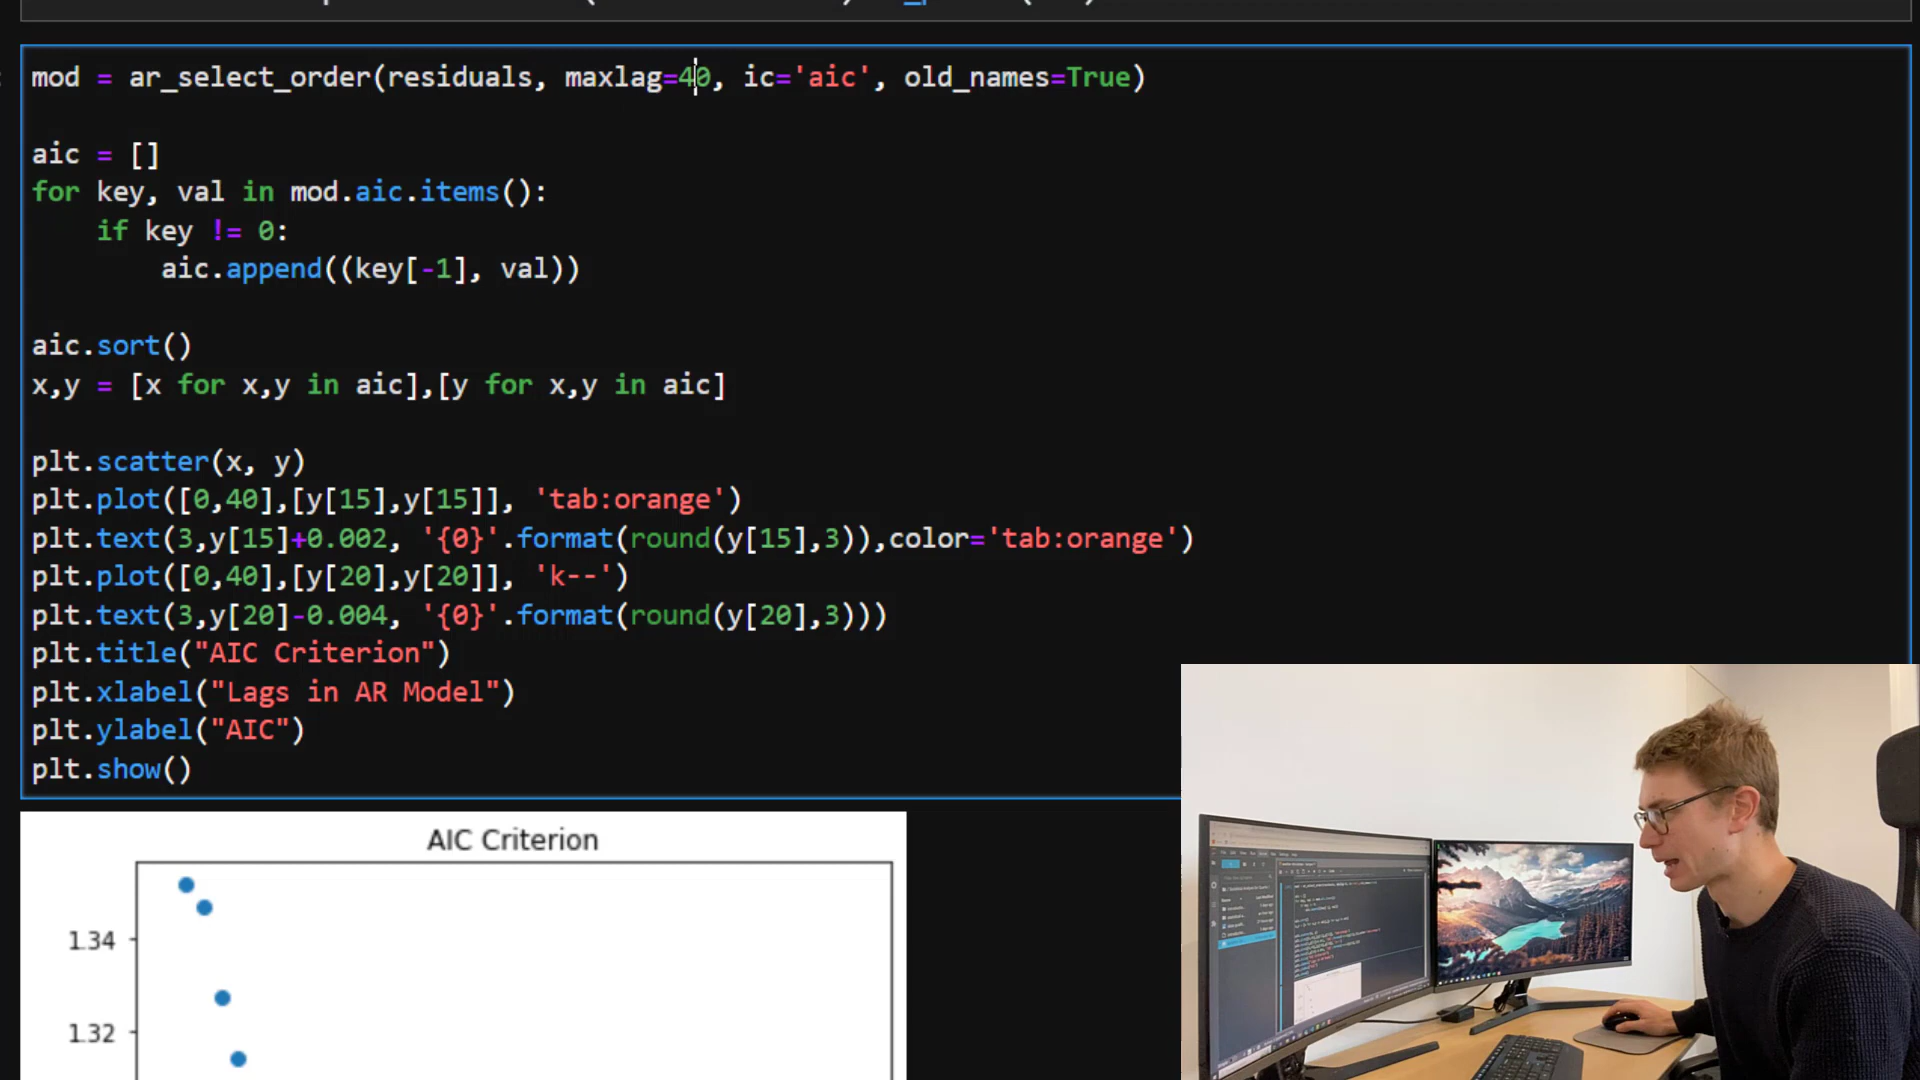 mod = ar_select_order(residuals, maxlag=40, ic='aic', old_names=True)
aic = []
for key, val in mod.aic.items():
if key != 0:
aic.append((key[-1], val))
aic.sort()
x,y = [x for x,y in aic],[y for x,y in aic]
plt.scatter(x, y)
plt.plot([0,40],[y[15],y[15]], 'tab:orange')
plt.text(3,y[15]+0.002, '{0}'.format(round(y[15],3)),color='tab:orange')
plt.plot([0,40],[y[20],y[20]], 'k--')
plt.text(3,y[20]-0.004, '{0}'.format(round(y[20],3)))
plt.title("AIC Criterion")
plt.xlabel("Lags in AR Model")
plt.ylabel("AIC")
plt.show()
AIC Criterion
1.34
1.32